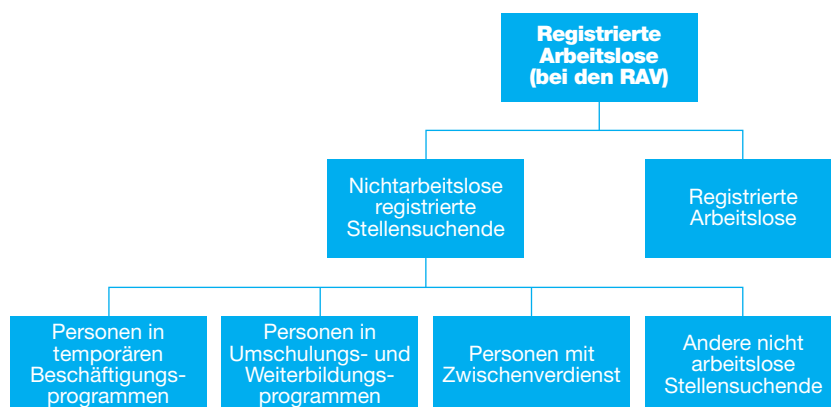 Registrierte
Arbeitslose
(bei den RAV)
Nichtarbeitslose
registrierte
Stellensuchende
Registrierte
Arbeitslose
Personen in
temporären
Beschäftigungs-
programmen
Personen in
Umschulungs- und
Weiterbildungs-
programmen
Personen mit
Zwischenverdienst
Andere nicht
arbeitslose
Stellensuchende